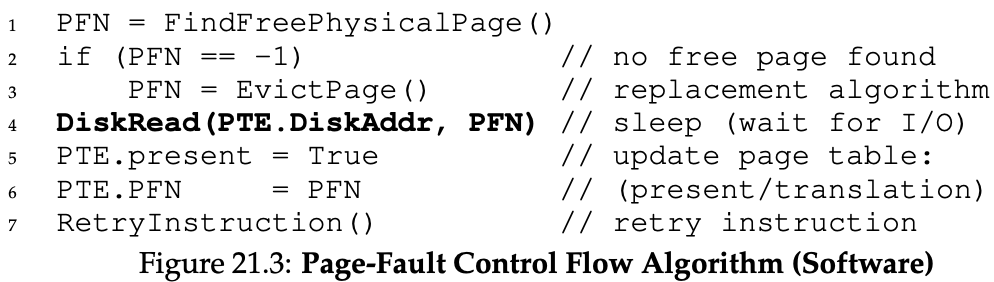 1 PFN = FindFreePhysicalPage()
2 if (PFN == -1) // no free page found
3 PFN = EvictPage() // replacement algorithm
4 DiskRead(PTE.DiskAddr, PFN) // sleep (wait for I/O)
5 PTE.present = True // update page table:
6 PTE.PFN = PFN // (present/translation)
7 RetryInstruction() // retry instruction
Figure 21.3: Page-Fault Control Flow Algorithm (Software)